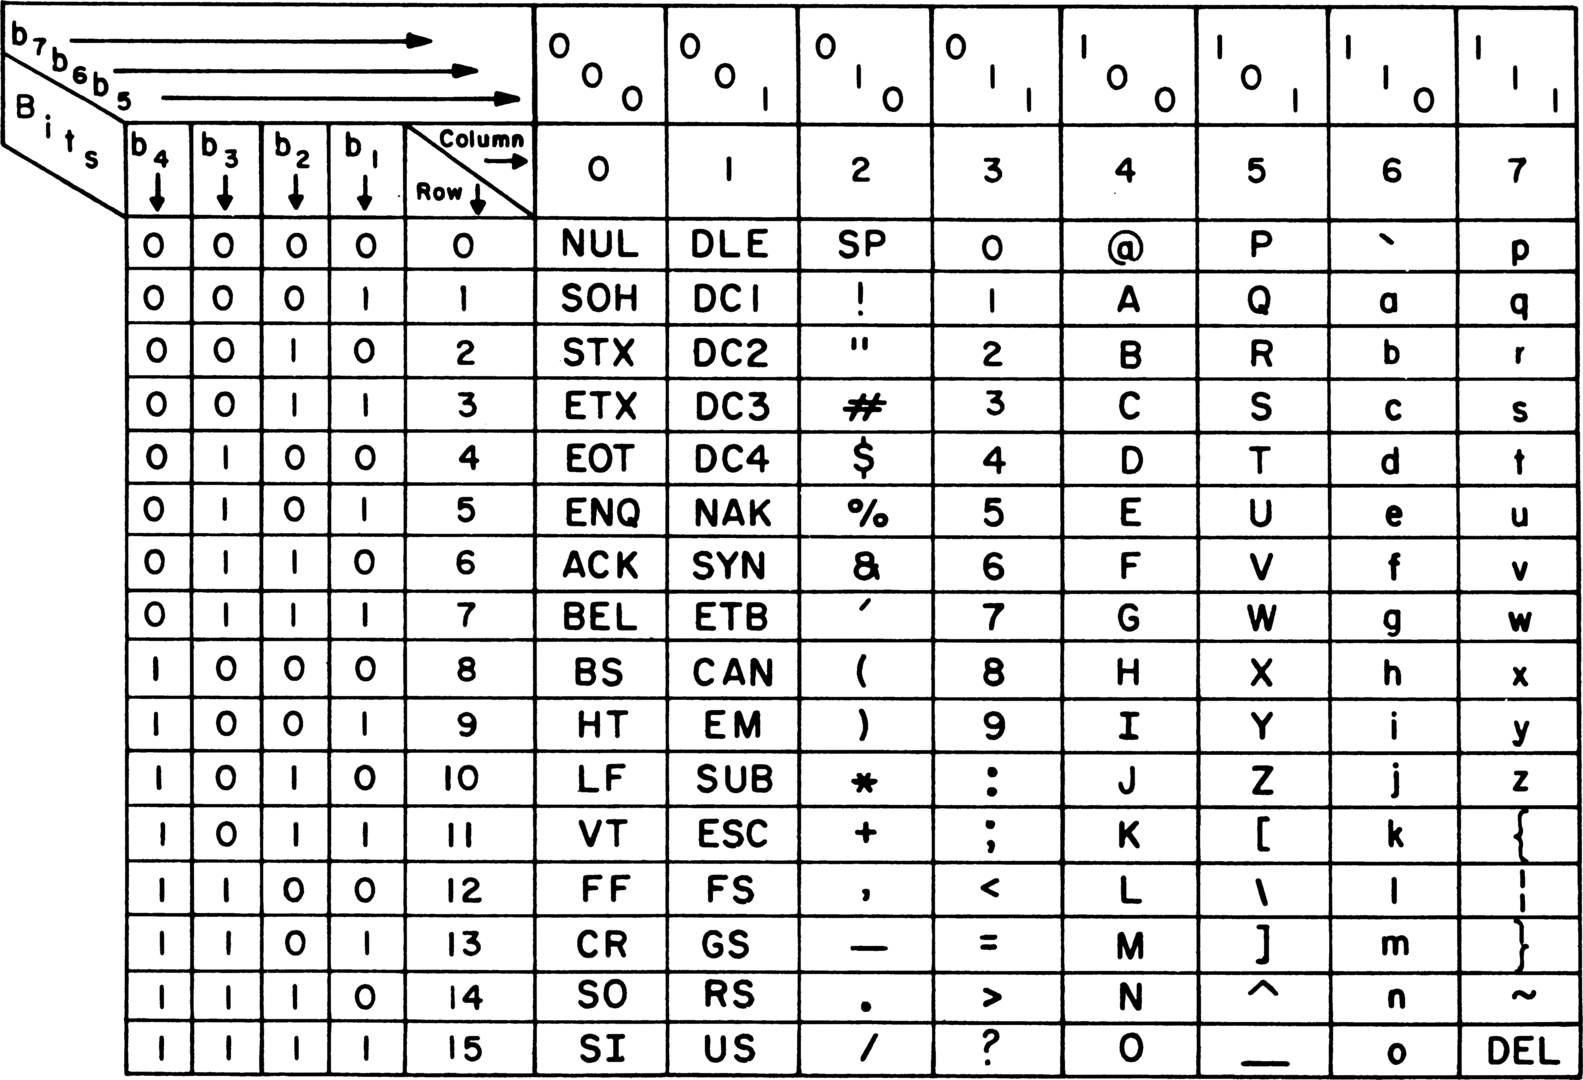 b7 b6 b5 0 0 0 0 0 1 0 1 0 0 1 1 1 0 0 1 0 1 1 1 0 1 1 1
Bits b4 b3 b2 b1 Column Row 0 1 2 3 4 5 6 7
0 0 0 0 0 NUL DLE SP 0 @ P ` p
0 0 0 1 1 SOH DC1 ! 1 A Q a q
0 0 1 0 2 STX DC2 " 2 B R b r
0 0 1 1 3 ETX DC3 # 3 C S c s
0 1 0 0 4 EOT DC4 $ 4 D T d t
0 1 0 1 5 ENQ NAK % 5 E U e u
0 1 1 0 6 ACK SYN & 6 F V f v
0 1 1 1 7 BEL ETB ' 7 G W g w
1 0 0 0 8 BS CAN ( 8 H X h x
1 0 0 1 9 HT EM ) 9 I Y i y
1 0 1 0 10 LF SUB * : J Z j z
1 0 1 1 11 VT ESC + ; K [ k {
1 1 0 0 12 FF FS , < L \ l ¦
1 1 0 1 13 CR GS — = M ] m }
1 1 1 0 14 SO RS . > N ^ n ~
1 1 1 1 15 SI US / ? O _ o DEL